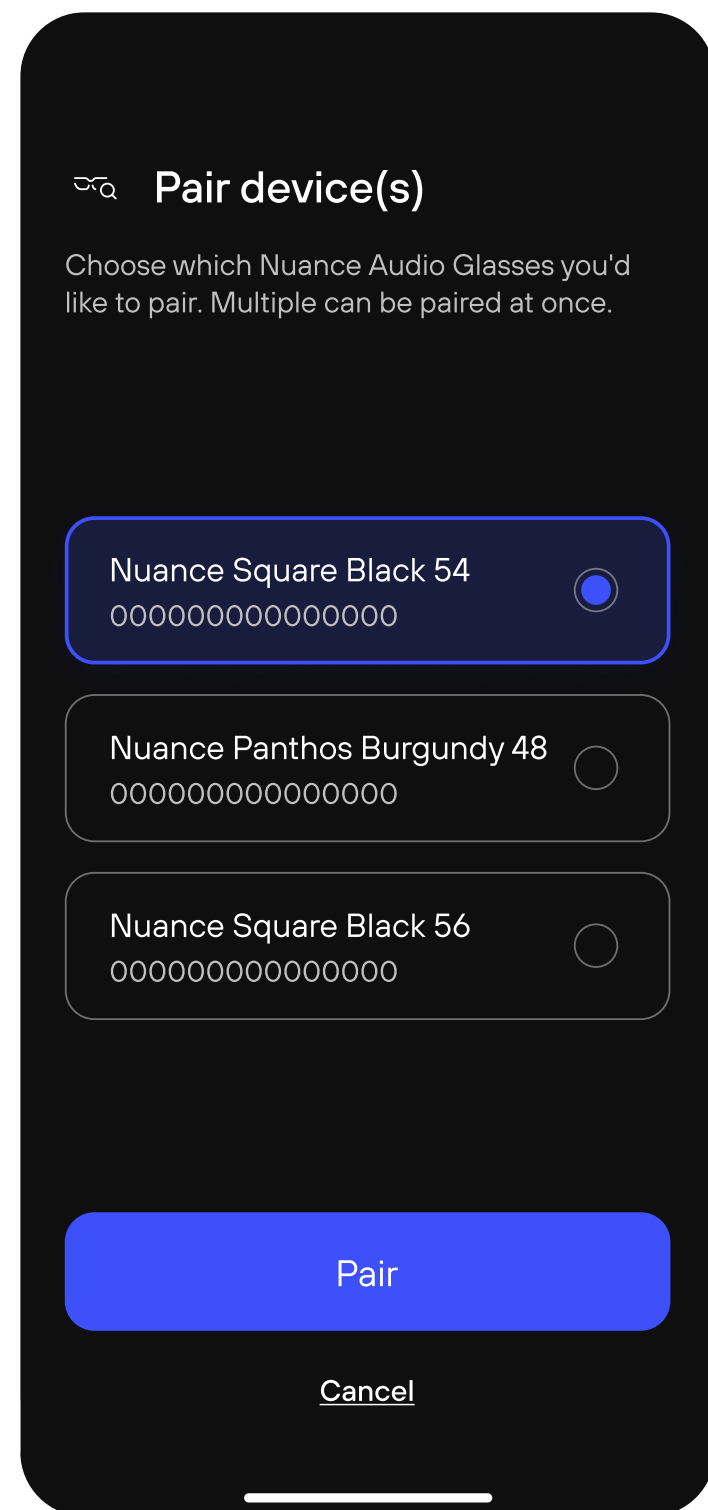 Pair device(s)
Choose which Nuance Audio Glasses you'd
like to pair. Multiple can be paired at once.
Nuance Square Black 54
000000000000000
Nuance Panthos Burgundy 48
000000000000000
Nuance Square Black 56
000000000000000
Pair
Cancel